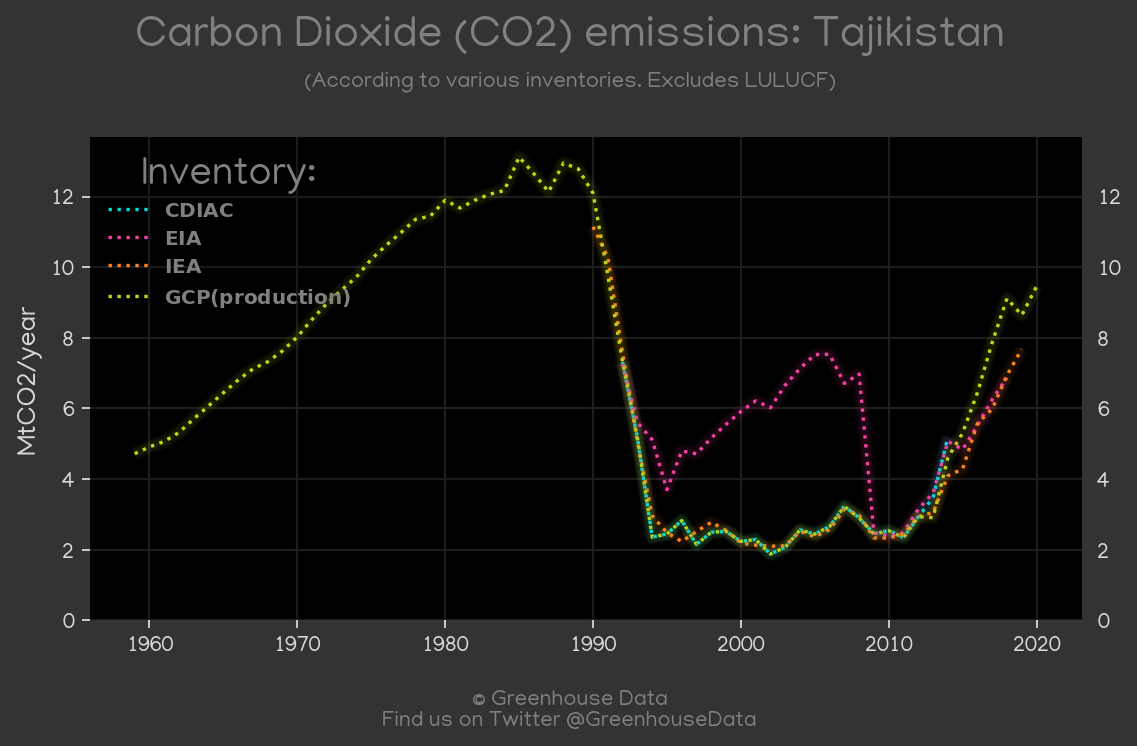 Carbon Dioxide (CO2) emissions: Tajikistan
(According to various inventories. Excludes LULUCF)
Inventory:
CDIAC
EIA
IEA
GCP(production)
MtCO2/year
12
10
8
6
4
2
0
12
10
8
6
4
2
0
1960 1970 1980 1990 2000 2010 2020
© Greenhouse Data
Find us on Twitter @GreenhouseData